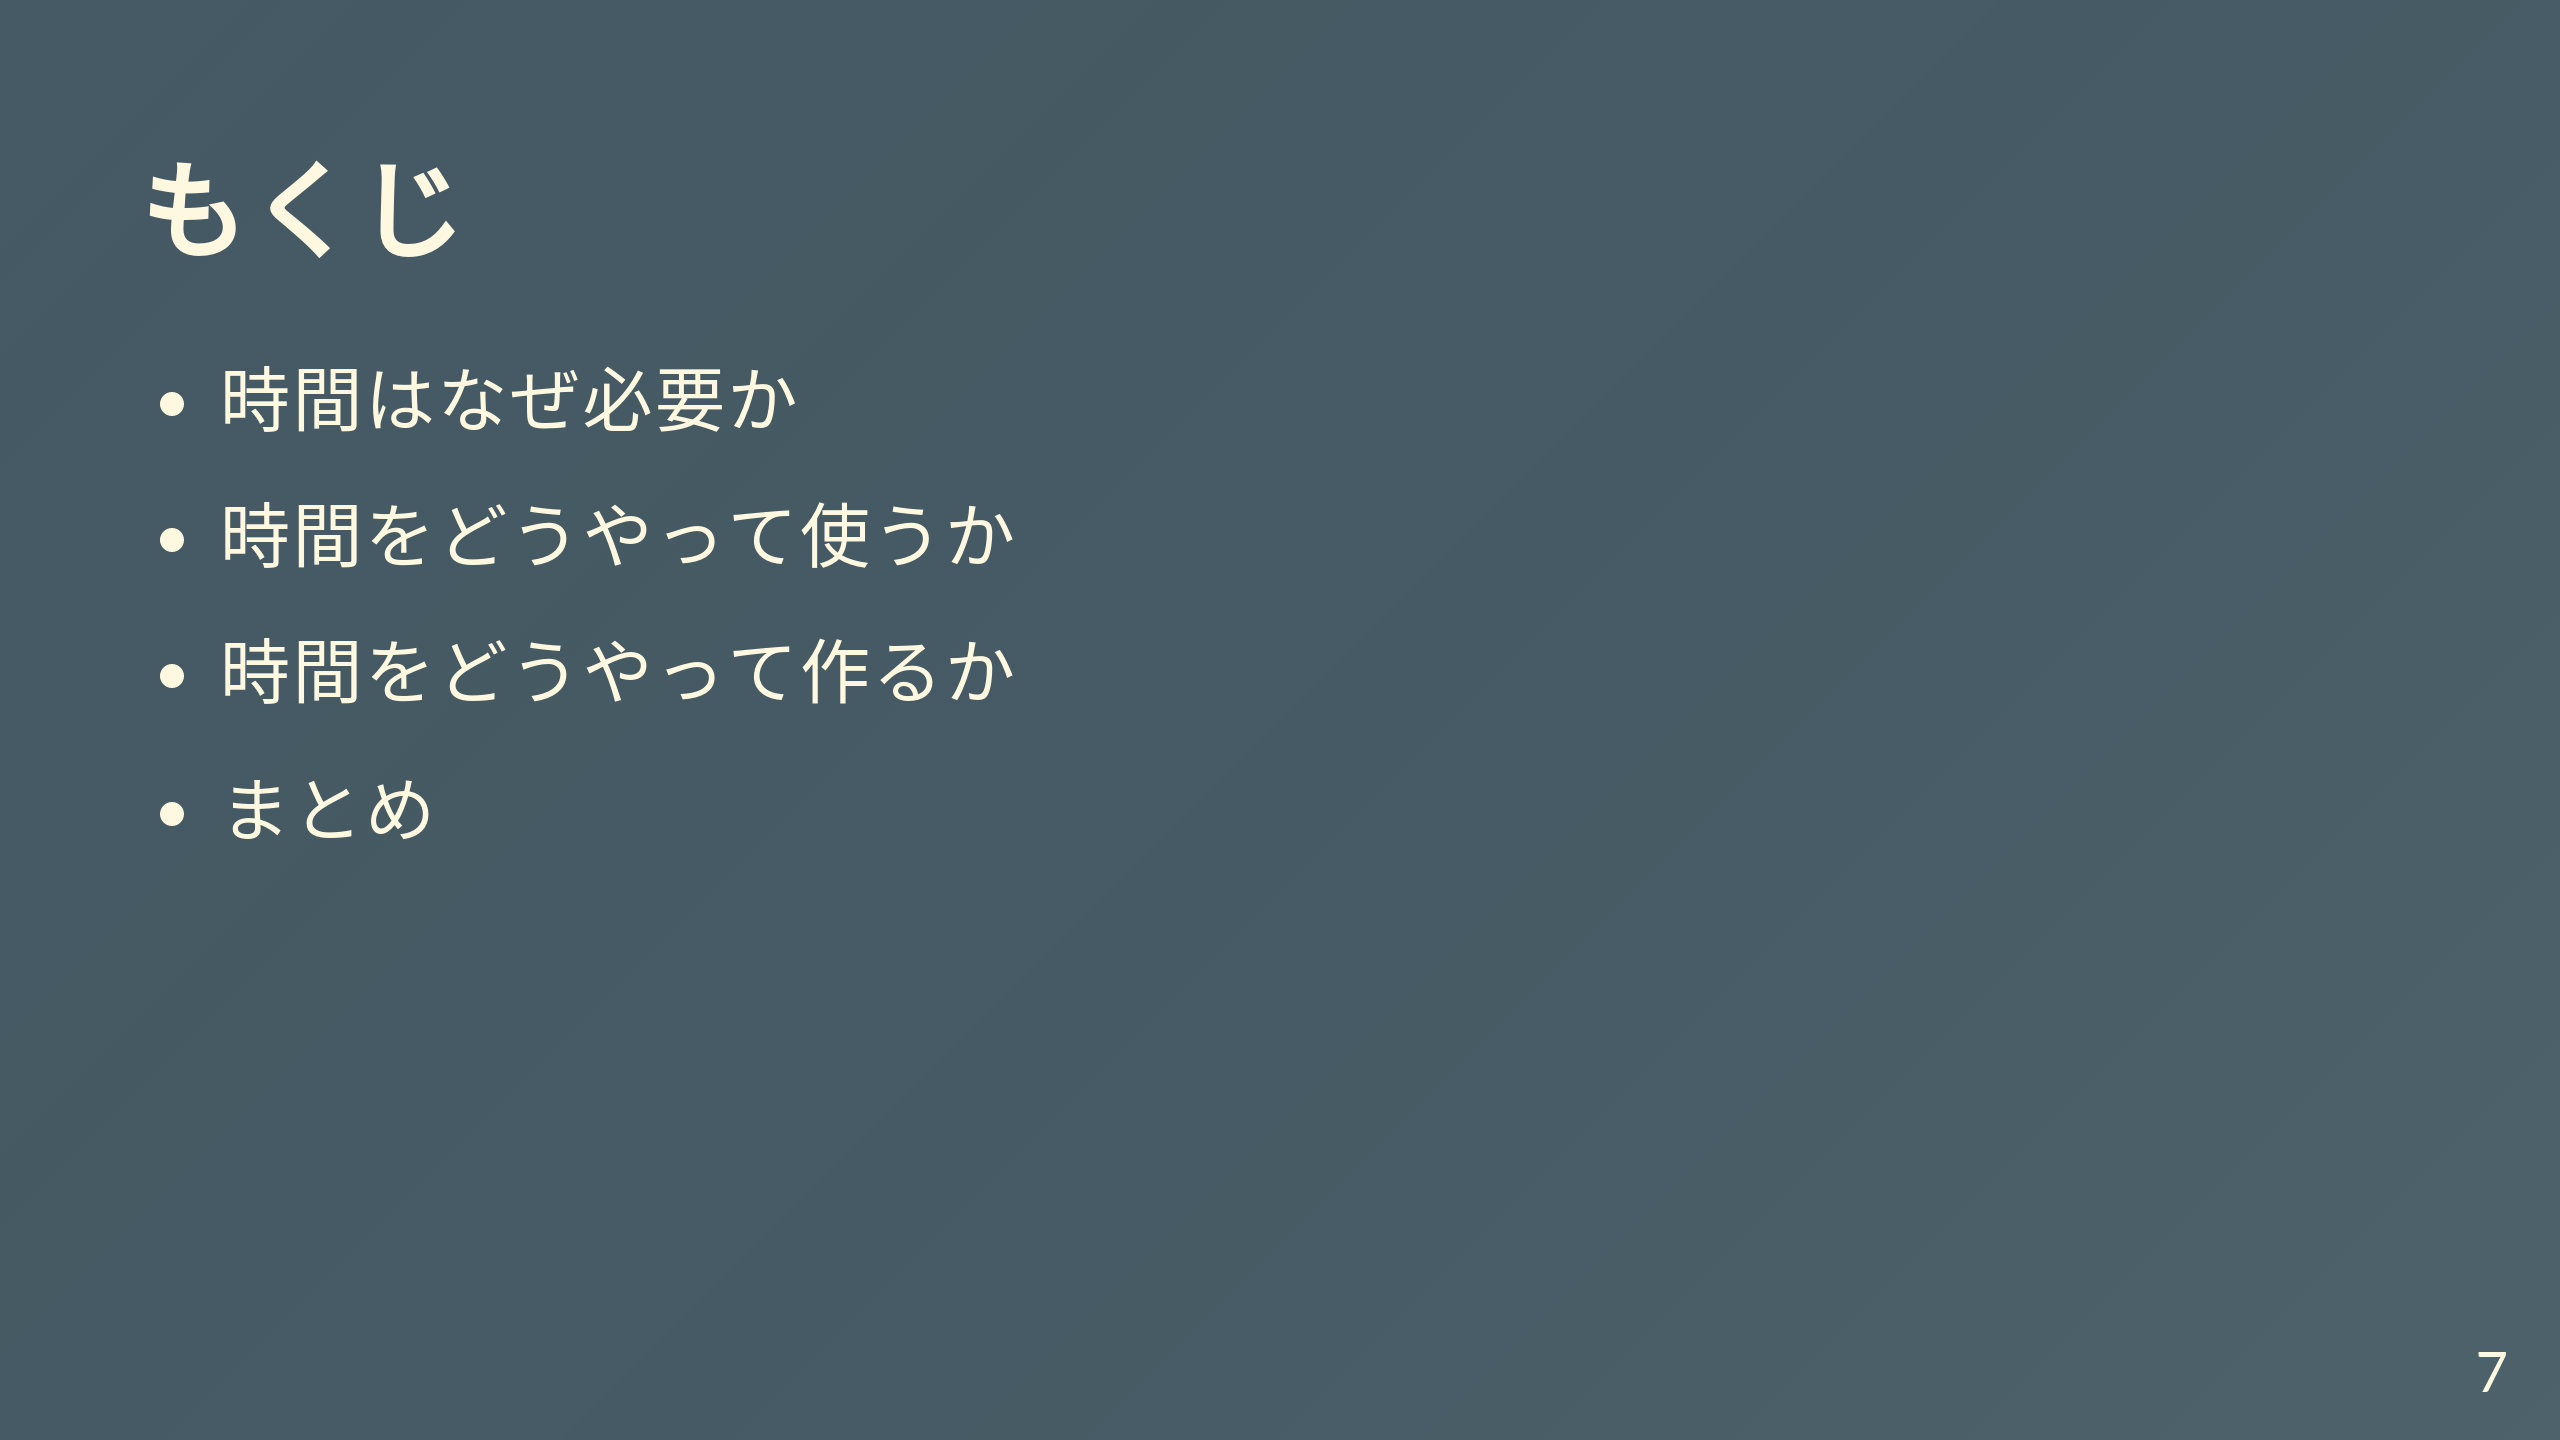 もくじ
• 時間はなぜ必要か
• 時間をどうやって使うか
• 時間をどうやって作るか
• まとめ
7